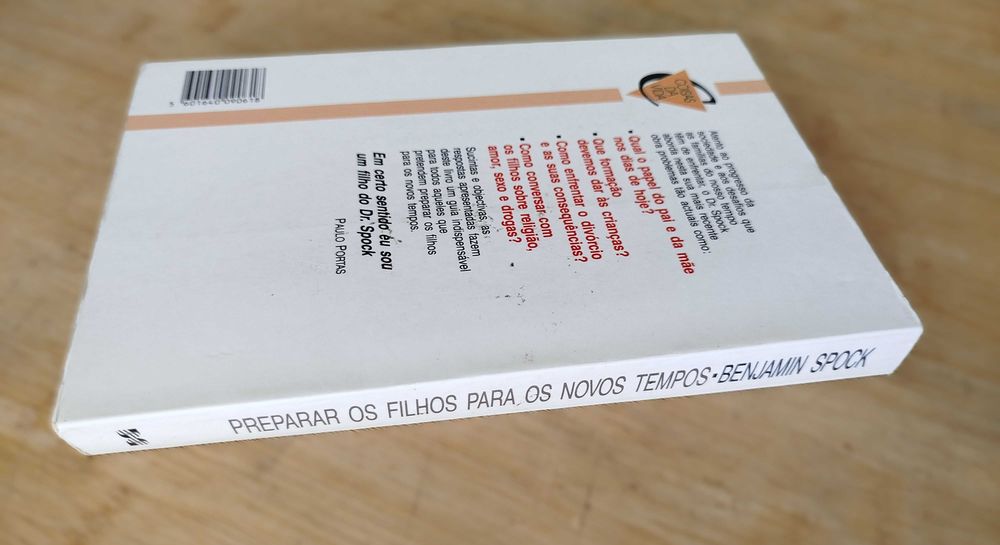 COISAS
DA
VIDA
Atento ao progresso da
sociedade e aos desafios que
as famílias do nosso tempo
têm de enfrentar, o Dr. Spock
aborda nesta sua mais recente
obra problemas tão actuais como:
• Qual o papel do pai e da mãe
nos dias de hoje?
• Que formação
devemos dar às crianças?
• Como enfrentar o divórcio
e as suas consequências?
• Como conversar com
os filhos sobre religião,
amor, sexo e drogas?
Sucintas e objectivas, as
respostas apresentadas fazem
deste livro um guia indispensável
para todos aqueles que
pretendem preparar os filhos
para os novos tempos.
Em certo sentido eu sou
um filho do Dr. Spock
PAULO PORTAS
5 601640 090618
PREPARAR OS FILHOS PARA OS NOVOS TEMPOS • BENJAMIN SPOCK